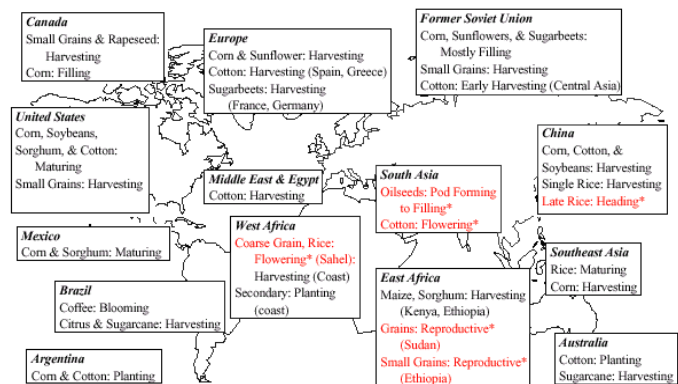 Canada
Small Grains & Rapeseed:
Harvesting
Corn: Filling
Europe
Corn & Sunflower: Harvesting
Cotton: Harvesting (Spain, Greece)
Sugarbeets: Harvesting
(France, Germany)
Former Soviet Union
Corn, Sunflowers, & Sugarbeets:
Mostly Filling
Small Grains: Harvesting
Cotton: Early Harvesting (Central Asia)
United States
Corn, Soybeans,
Sorghum, & Cotton:
Maturing
Small Grains: Harvesting
Middle East & Egypt
Cotton: Harvesting
South Asia
Oilseeds: Pod Forming
to Filling*
Cotton: Flowering*
China
Corn, Cotton, &
Soybeans: Harvesting
Single Rice: Harvesting
Late Rice: Heading*
Mexico
Corn & Sorghum: Maturing
West Africa
Coarse Grain, Rice:
Flowering* (Sahel):
Harvesting (Coast)
Secondary: Planting
(coast)
Southeast Asia
Rice: Maturing
Corn: Harvesting
Brazil
Coffee: Blooming
Citrus & Sugarcane: Harvesting
East Africa
Maize, Sorghum: Harvesting
(Kenya, Ethiopia)
Grains: Reproductive*
(Sudan)
Small Grains: Reproductive*
(Ethiopia)
Argentina
Corn & Cotton: Planting
Australia
Cotton: Planting
Sugarcane: Harvesting